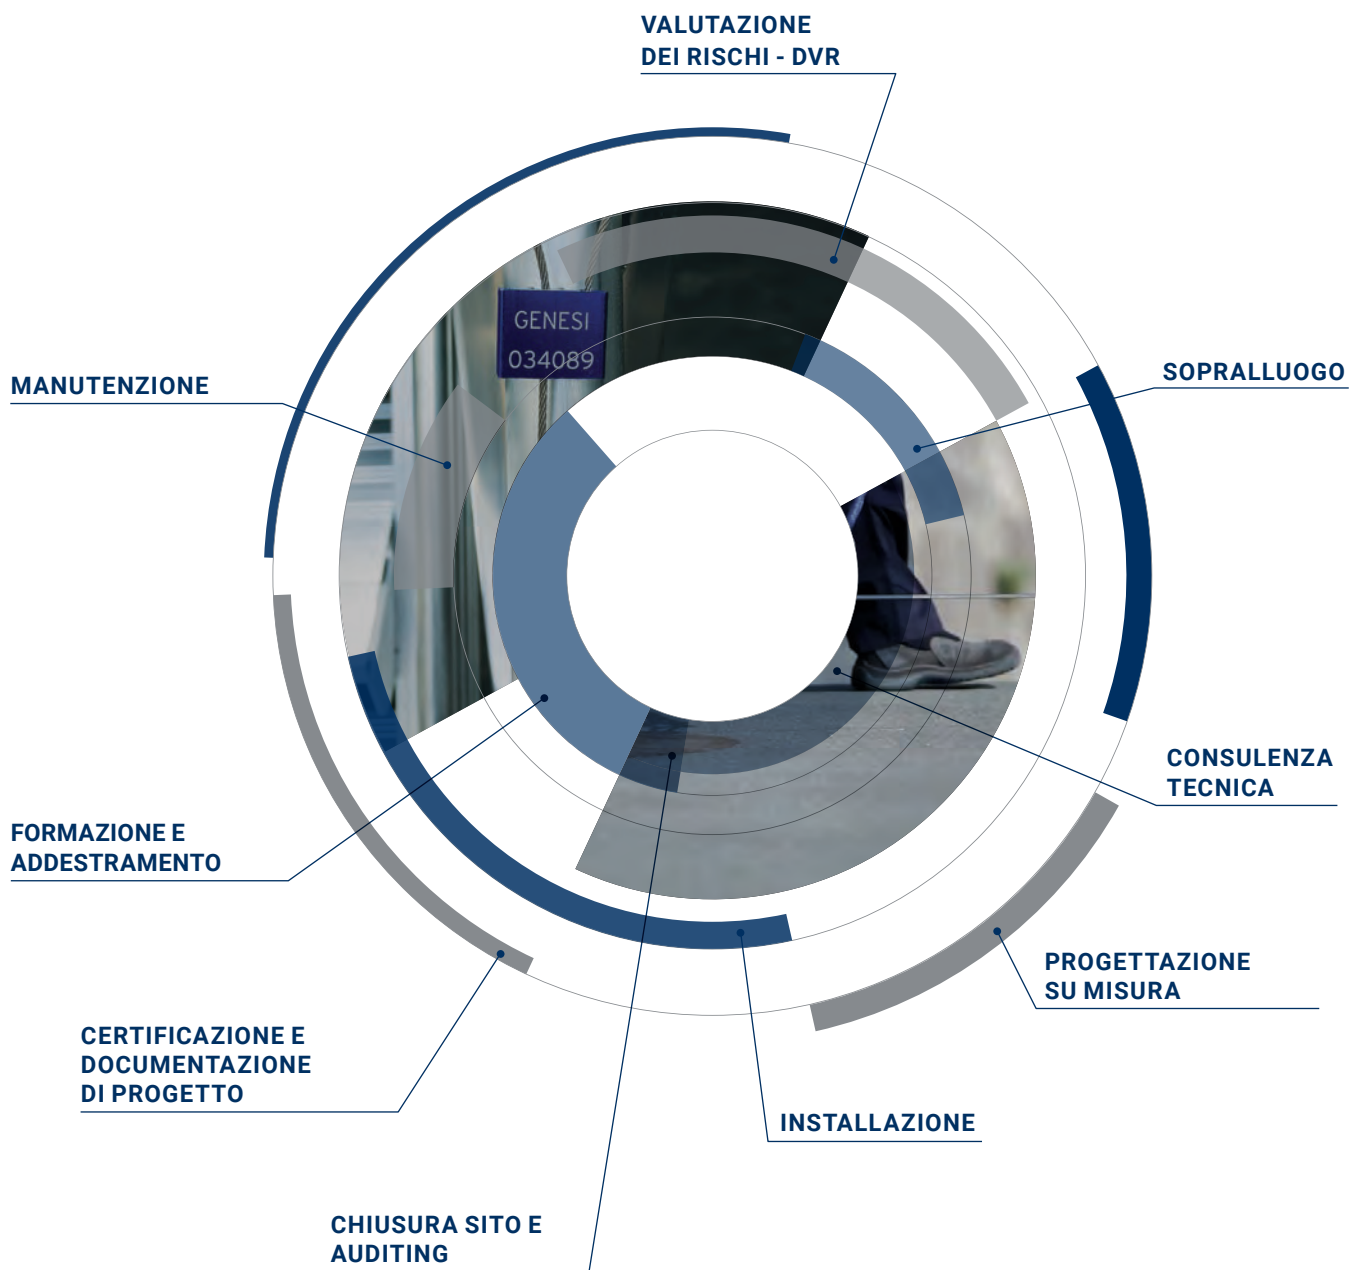 VALUTAZIONE
DEI RISCHI - DVR
GENESI
034089
MANUTENZIONE
SOPRALLUOGO
CONSULENZA
TECNICA
FORMAZIONE E
ADDESTRAMENTO
PROGETTAZIONE
SU MISURA
CERTIFICAZIONE E
DOCUMENTAZIONE
DI PROGETTO
INSTALLAZIONE
CHIUSURA SITO E
AUDITING